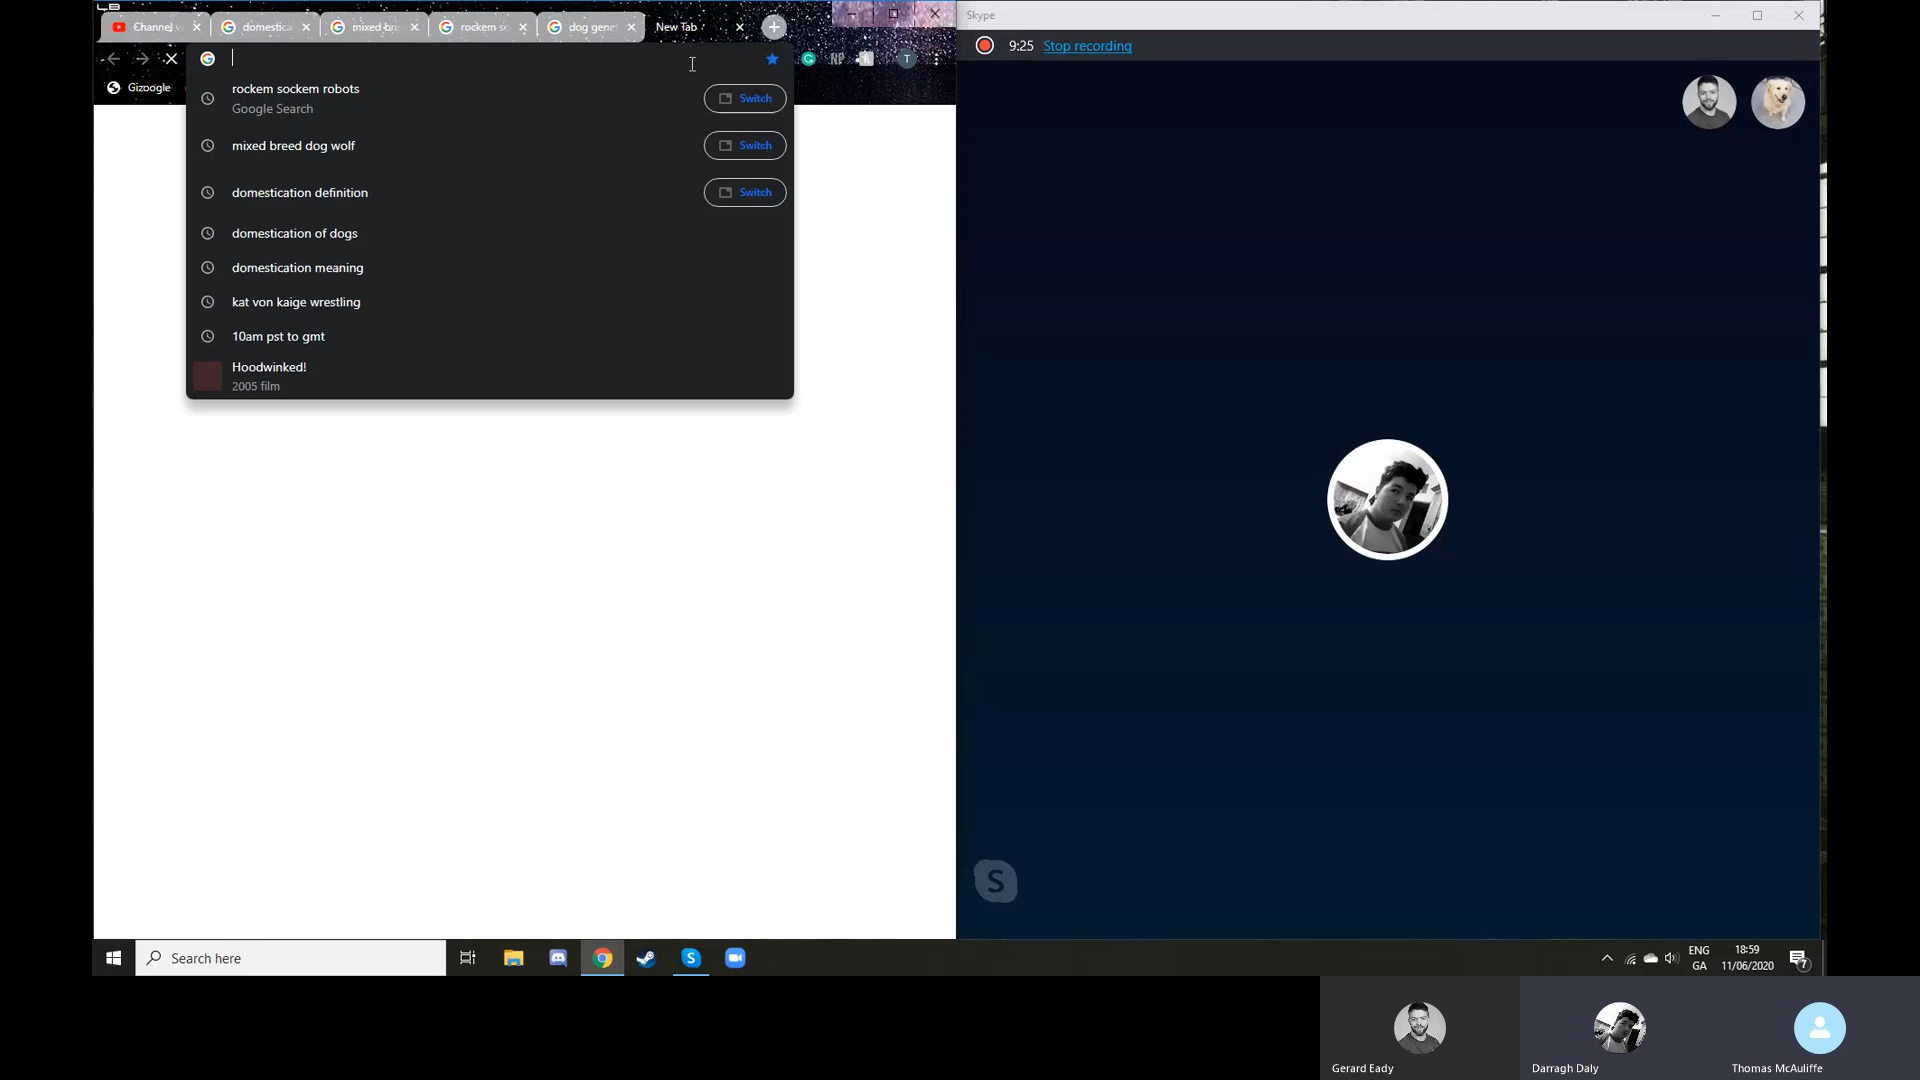 Channel v
domestica
mixed bre
rockem so
dog gene
New Tab
Skype
9:25 Stop recording
T
Gizoogle
rockem sockem robots
Google Search
Switch
mixed breed dog wolf
Switch
domestication definition
Switch
domestication of dogs
domestication meaning
kat von kaige wrestling
10am pst to gmt
Hoodwinked!
2005 film
S
Search here
S
ENG
GA
18:59
11/06/2020
7
Gerard Eady
Darragh Daly
Thomas McAuliffe